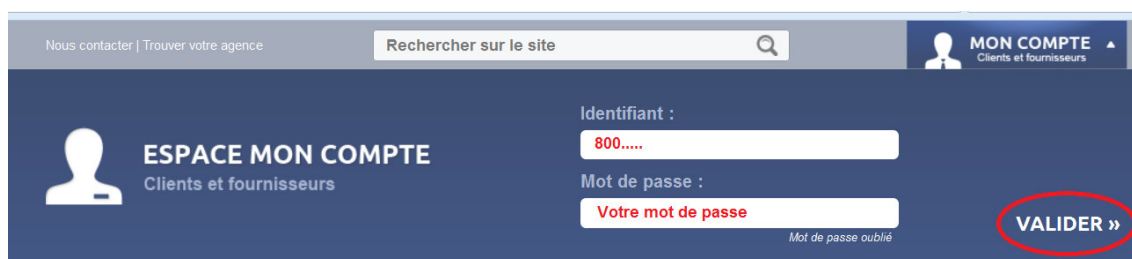 Nous contacter | Trouver votre agence
Rechercher sur le site
MON COMPTE
Clients et fournisseurs
ESPACE MON COMPTE
Clients et fournisseurs
Identifiant :
800.....
Mot de passe :
Votre mot de passe
Mot de passe oublié
VALIDER »